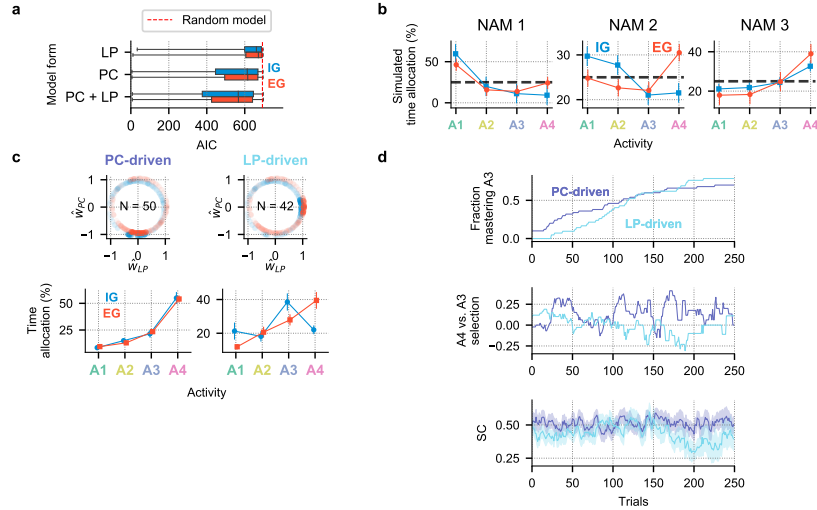 a
Random model
Model form
LP
PC
PC + LP
IG
EG
0 200 400 600
AIC
b
NAM 1 NAM 2 NAM 3
Simulated
time allocation (%)
50
0
30
25
20
40
20
IG
EG
A1 A2 A3 A4
A1 A2 A3 A4
A1 A2 A3 A4
Activity
c
PC-driven LP-driven
ŵPC
1
0
−1
N = 50
−1 0 1
ŵLP
ŵPC
1
0
−1
N = 42
−1 0 1
ŵLP
Time
allocation (%)
50
25
IG
EG
40
20
A1 A2 A3 A4
A1 A2 A3 A4
Activity
d
Fraction
mastering A3
0.5
0.0
PC-driven
LP-driven
0 50 100 150 200 250
A4 vs. A3
selection
0.25
0.00
−0.25
0 50 100 150 200 250
SC
0.50
0.25
0 50 100 150 200 250
Trials